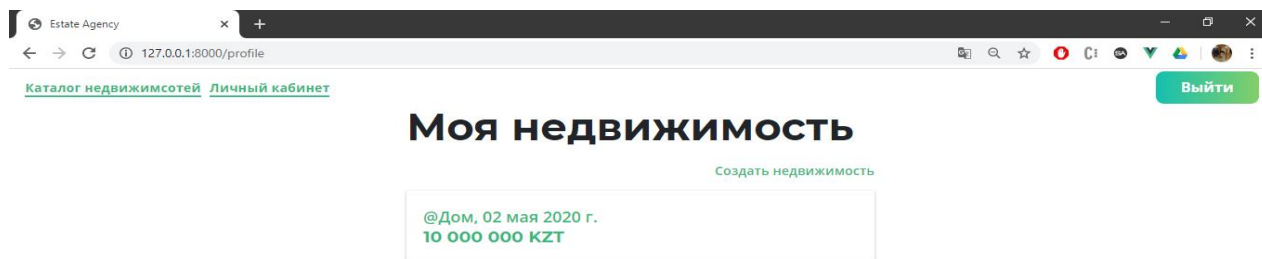 Estate Agency
127.0.0.1:8000/profile
Каталог недвижимсотей Личный кабинет
Выйти
Моя недвижимость
Создать недвижимость
@Дом, 02 мая 2020 г.
10 000 000 KZT